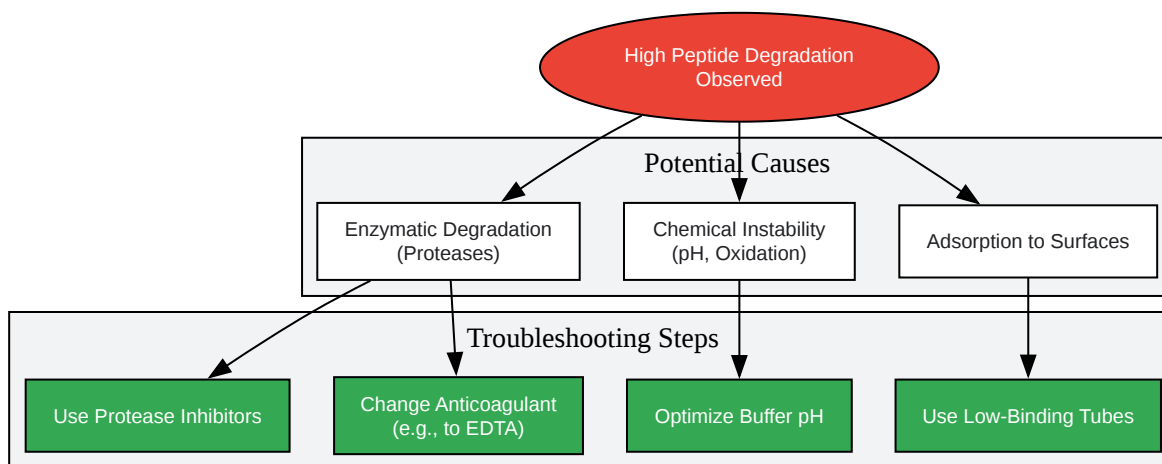 High Peptide Degradation
Observed
Potential Causes
Enzymatic Degradation
(Proteases)
Chemical Instability
(pH, Oxidation)
Adsorption to Surfaces
Troubleshooting Steps
Use Protease Inhibitors
Change Anticoagulant
(e.g., to EDTA)
Optimize Buffer pH
Use Low-Binding Tubes